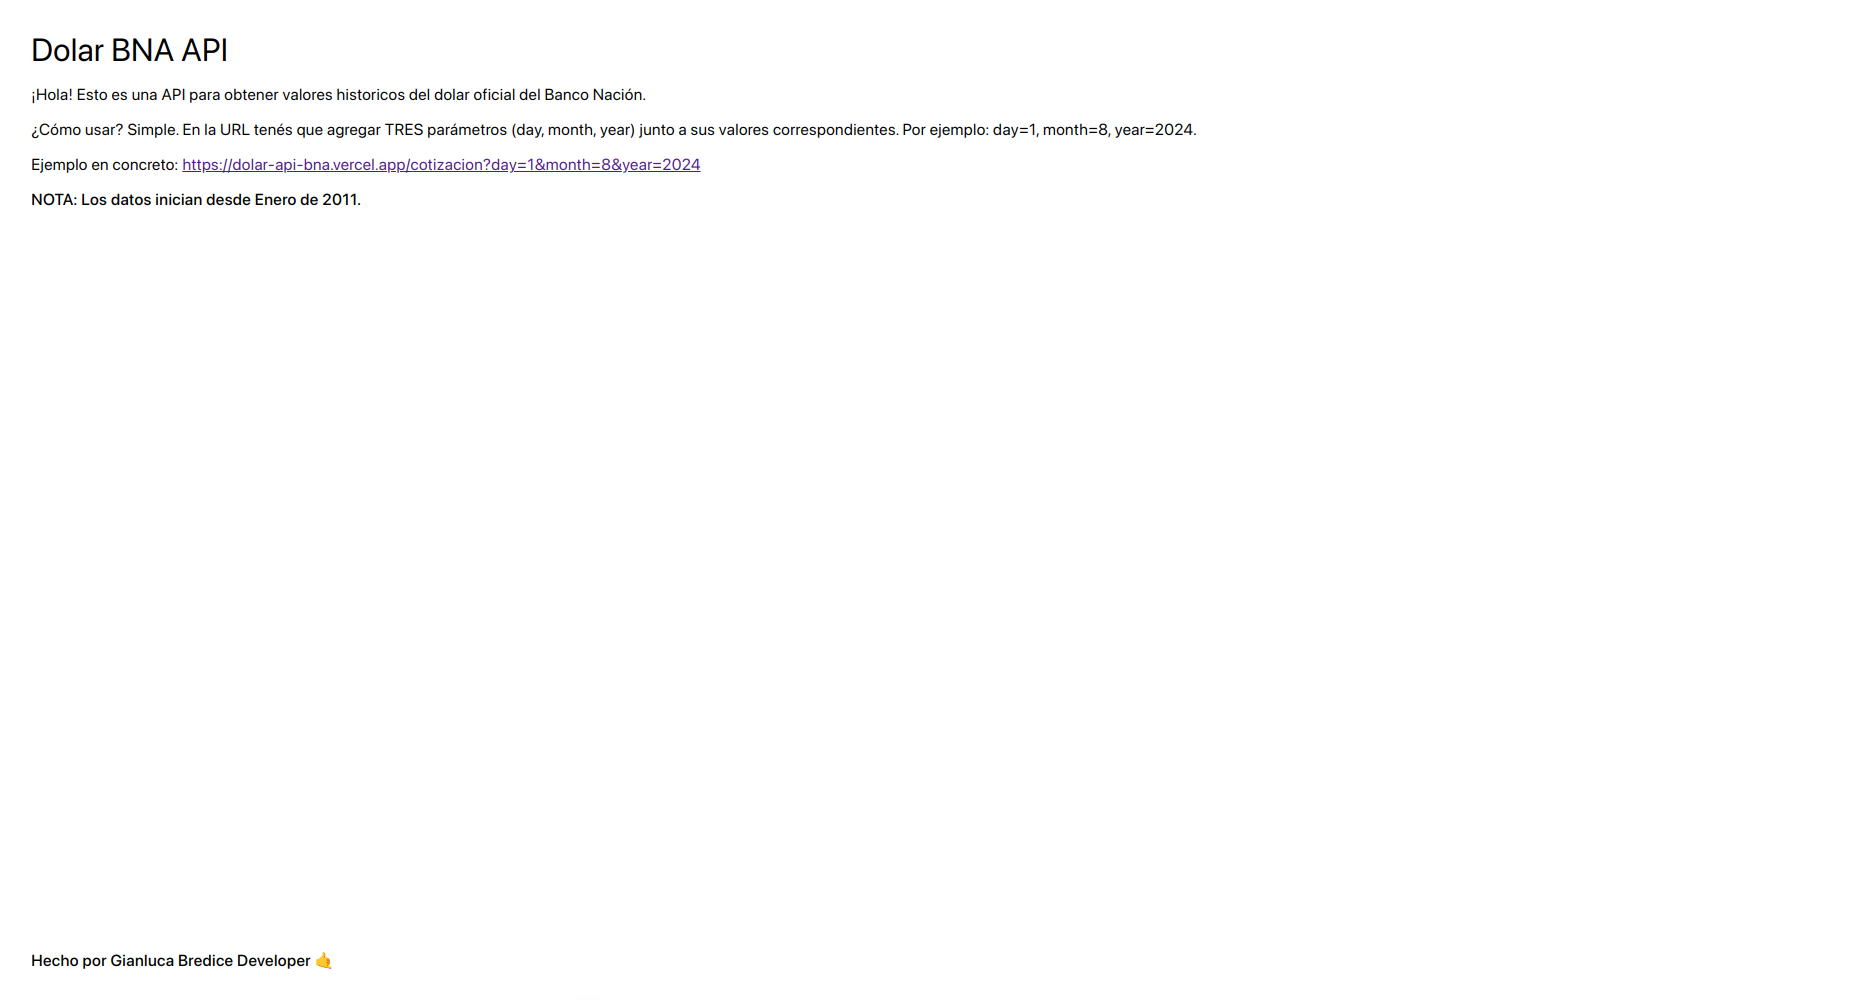 Dolar BNA API
¡Hola! Esto es una API para obtener valores historicos del dolar oficial del Banco Nación.
¿Cómo usar? Simple. En la URL tenés que agregar TRES parámetros (day, month, year) junto a sus valores correspondientes. Por ejemplo: day=1, month=8, year=2024.
Ejemplo en concreto: https://dolar-api-bna.vercel.app/cotizacion?day=1&month=8&year=2024
NOTA: Los datos inician desde Enero de 2011.
Hecho por Gianluca Bredice Developer 🤙